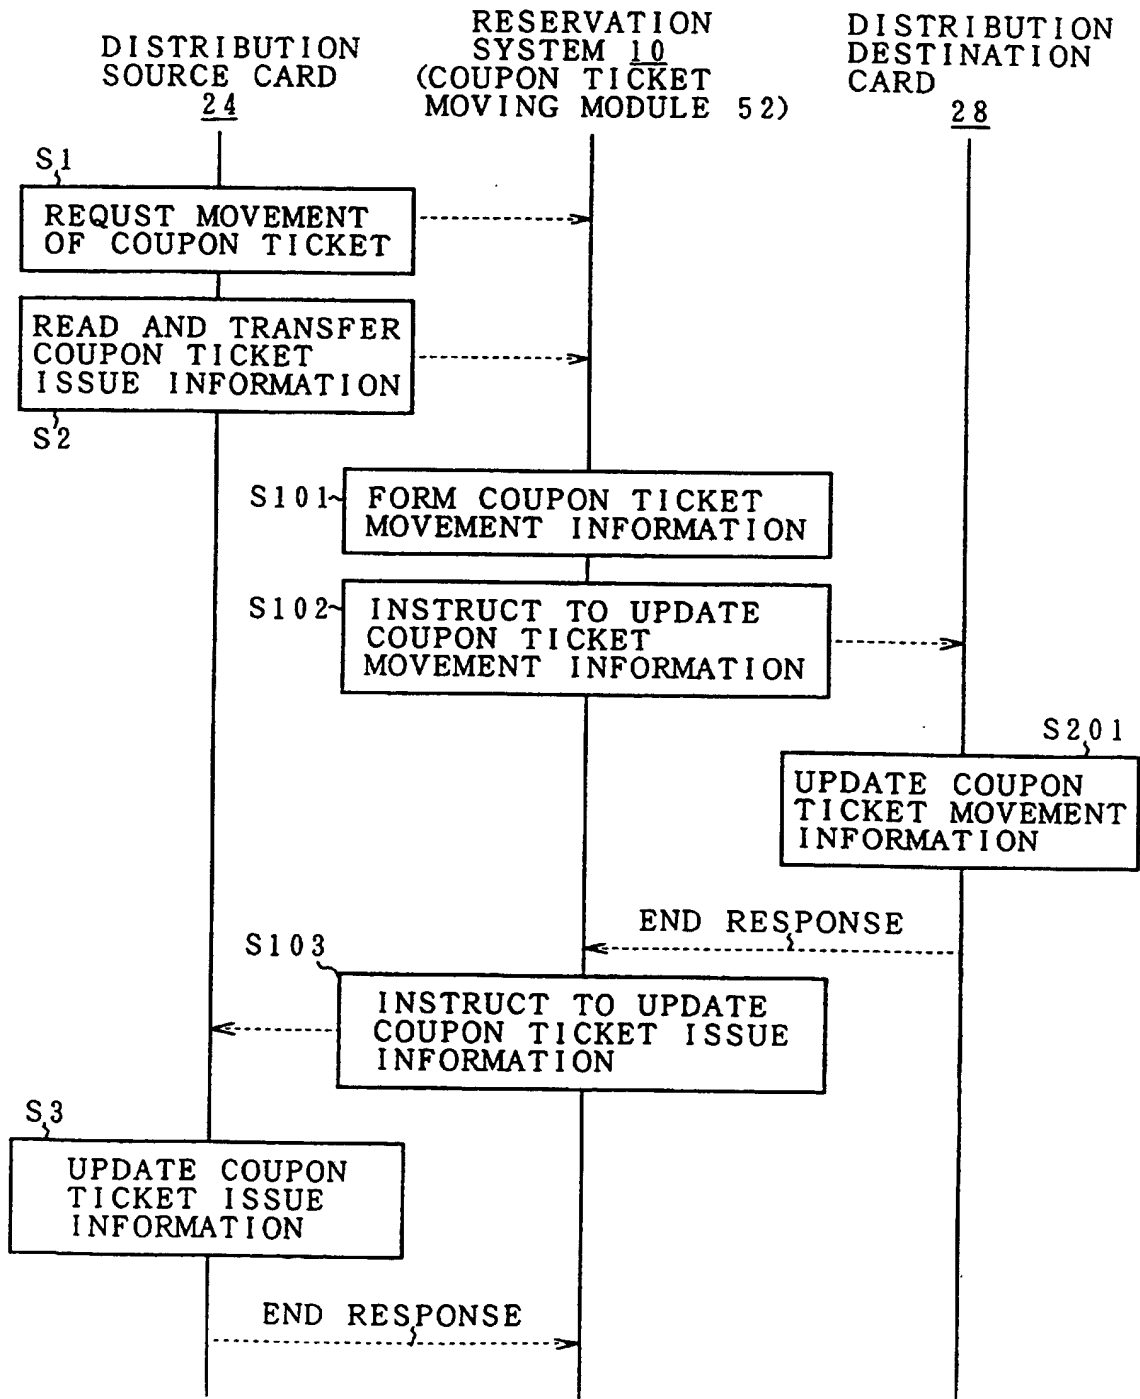 DISTRIBUTION
SOURCE CARD
24
RESERVATION
SYSTEM 10
(COUPON TICKET
MOVING MODULE 52)
DISTRIBUTION
DESTINATION
CARD
28
S1
REQUST MOVEMENT
OF COUPON TICKET
READ AND TRANSFER
COUPON TICKET
ISSUE INFORMATION
S2
S101
FORM COUPON TICKET
MOVEMENT INFORMATION
S102
INSTRUCT TO UPDATE
COUPON TICKET
MOVEMENT INFORMATION
S201
UPDATE COUPON
TICKET MOVEMENT
INFORMATION
END RESPONSE
S103
INSTRUCT TO UPDATE
COUPON TICKET ISSUE
INFORMATION
S3
UPDATE COUPON
TICKET ISSUE
INFORMATION
END RESPONSE